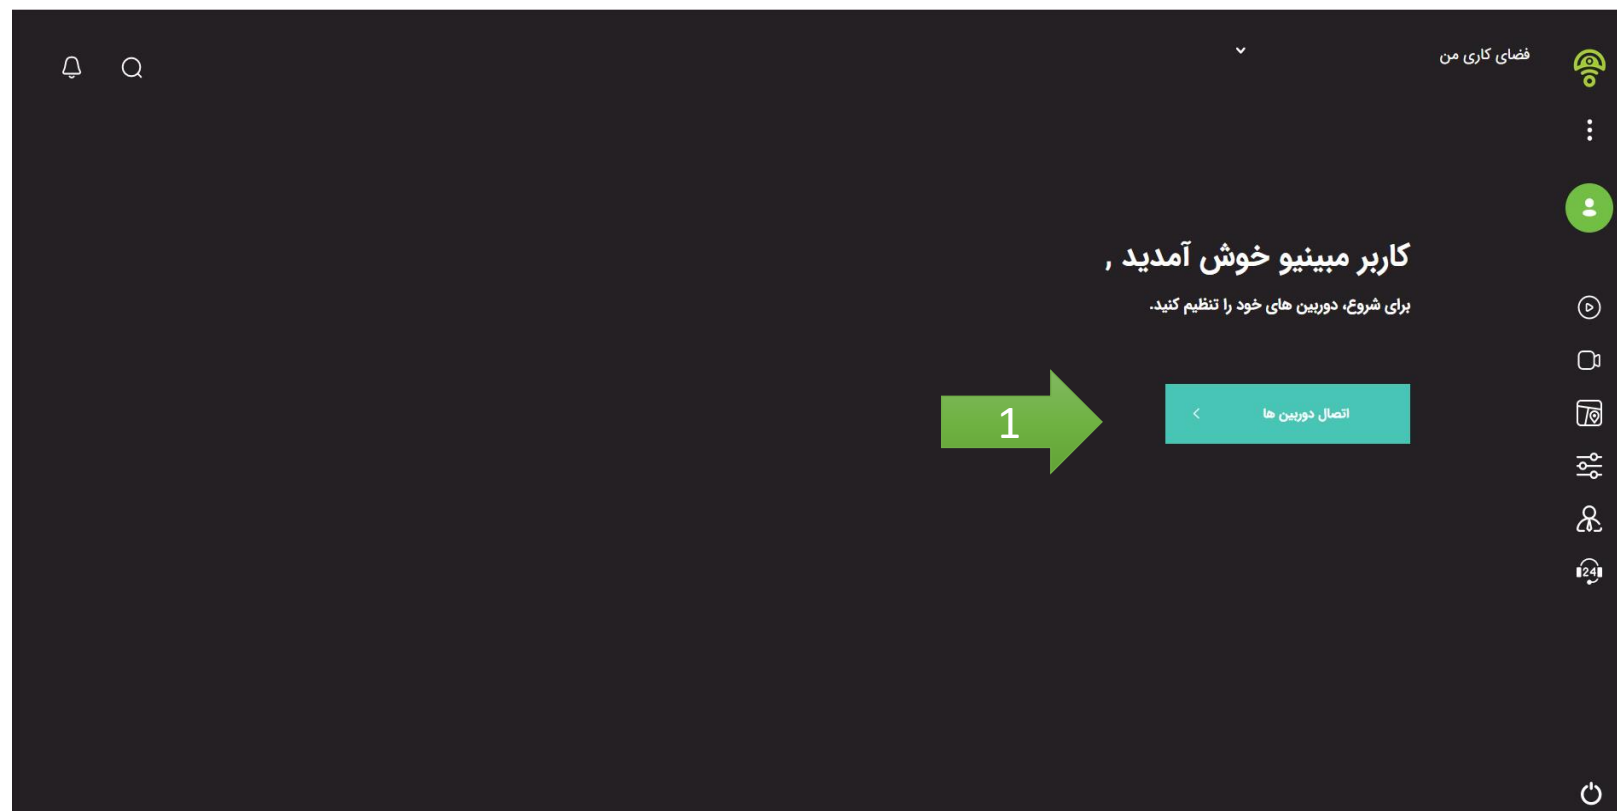 فضای کاری من
کاربر مبینیو خوش آمدید ,
برای شروع، دوربین های خود را تنظیم کنید.
اتصال دوربین ها
1
24